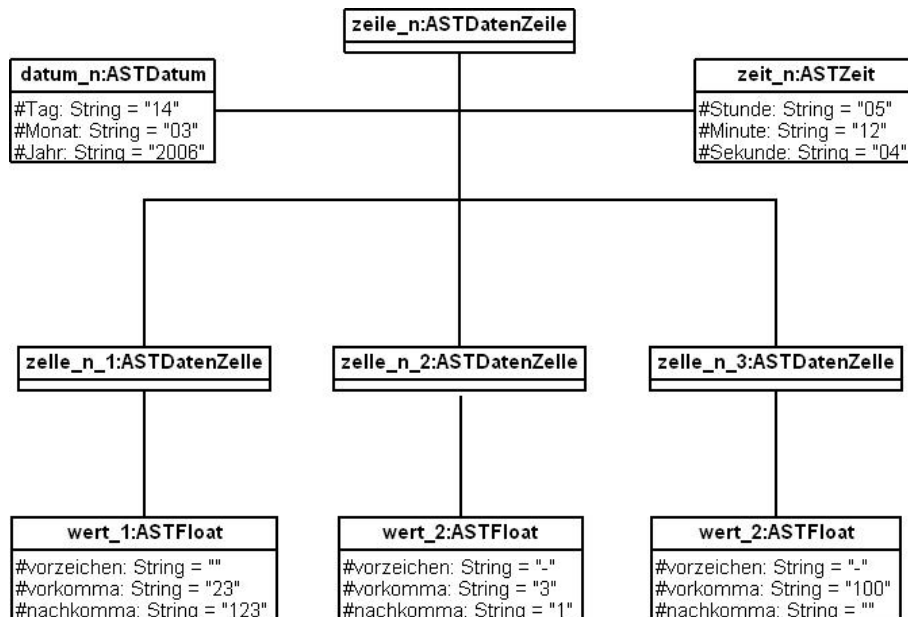 zeile_n:ASTDatenZeile
datum_n:ASTDatum
#Tag: String = "14"
#Monat: String = "03"
#Jahr: String = "2006"
zeit_n:ASTZeit
#Stunde: String = "05"
#Minute: String = "12"
#Sekunde: String = "04"
zelle_n_1:ASTDatenZelle
zelle_n_2:ASTDatenZelle
zelle_n_3:ASTDatenZelle
wert_1:ASTFloat
#vorzeichen: String = ""
#vorkomma: String = "23"
#nachkomma: String = "123"
wert_2:ASTFloat
#vorzeichen: String = "-"
#vorkomma: String = "3"
#nachkomma: String = "1"
wert_2:ASTFloat
#vorzeichen: String = "-"
#vorkomma: String = "100"
#nachkomma: String = ""